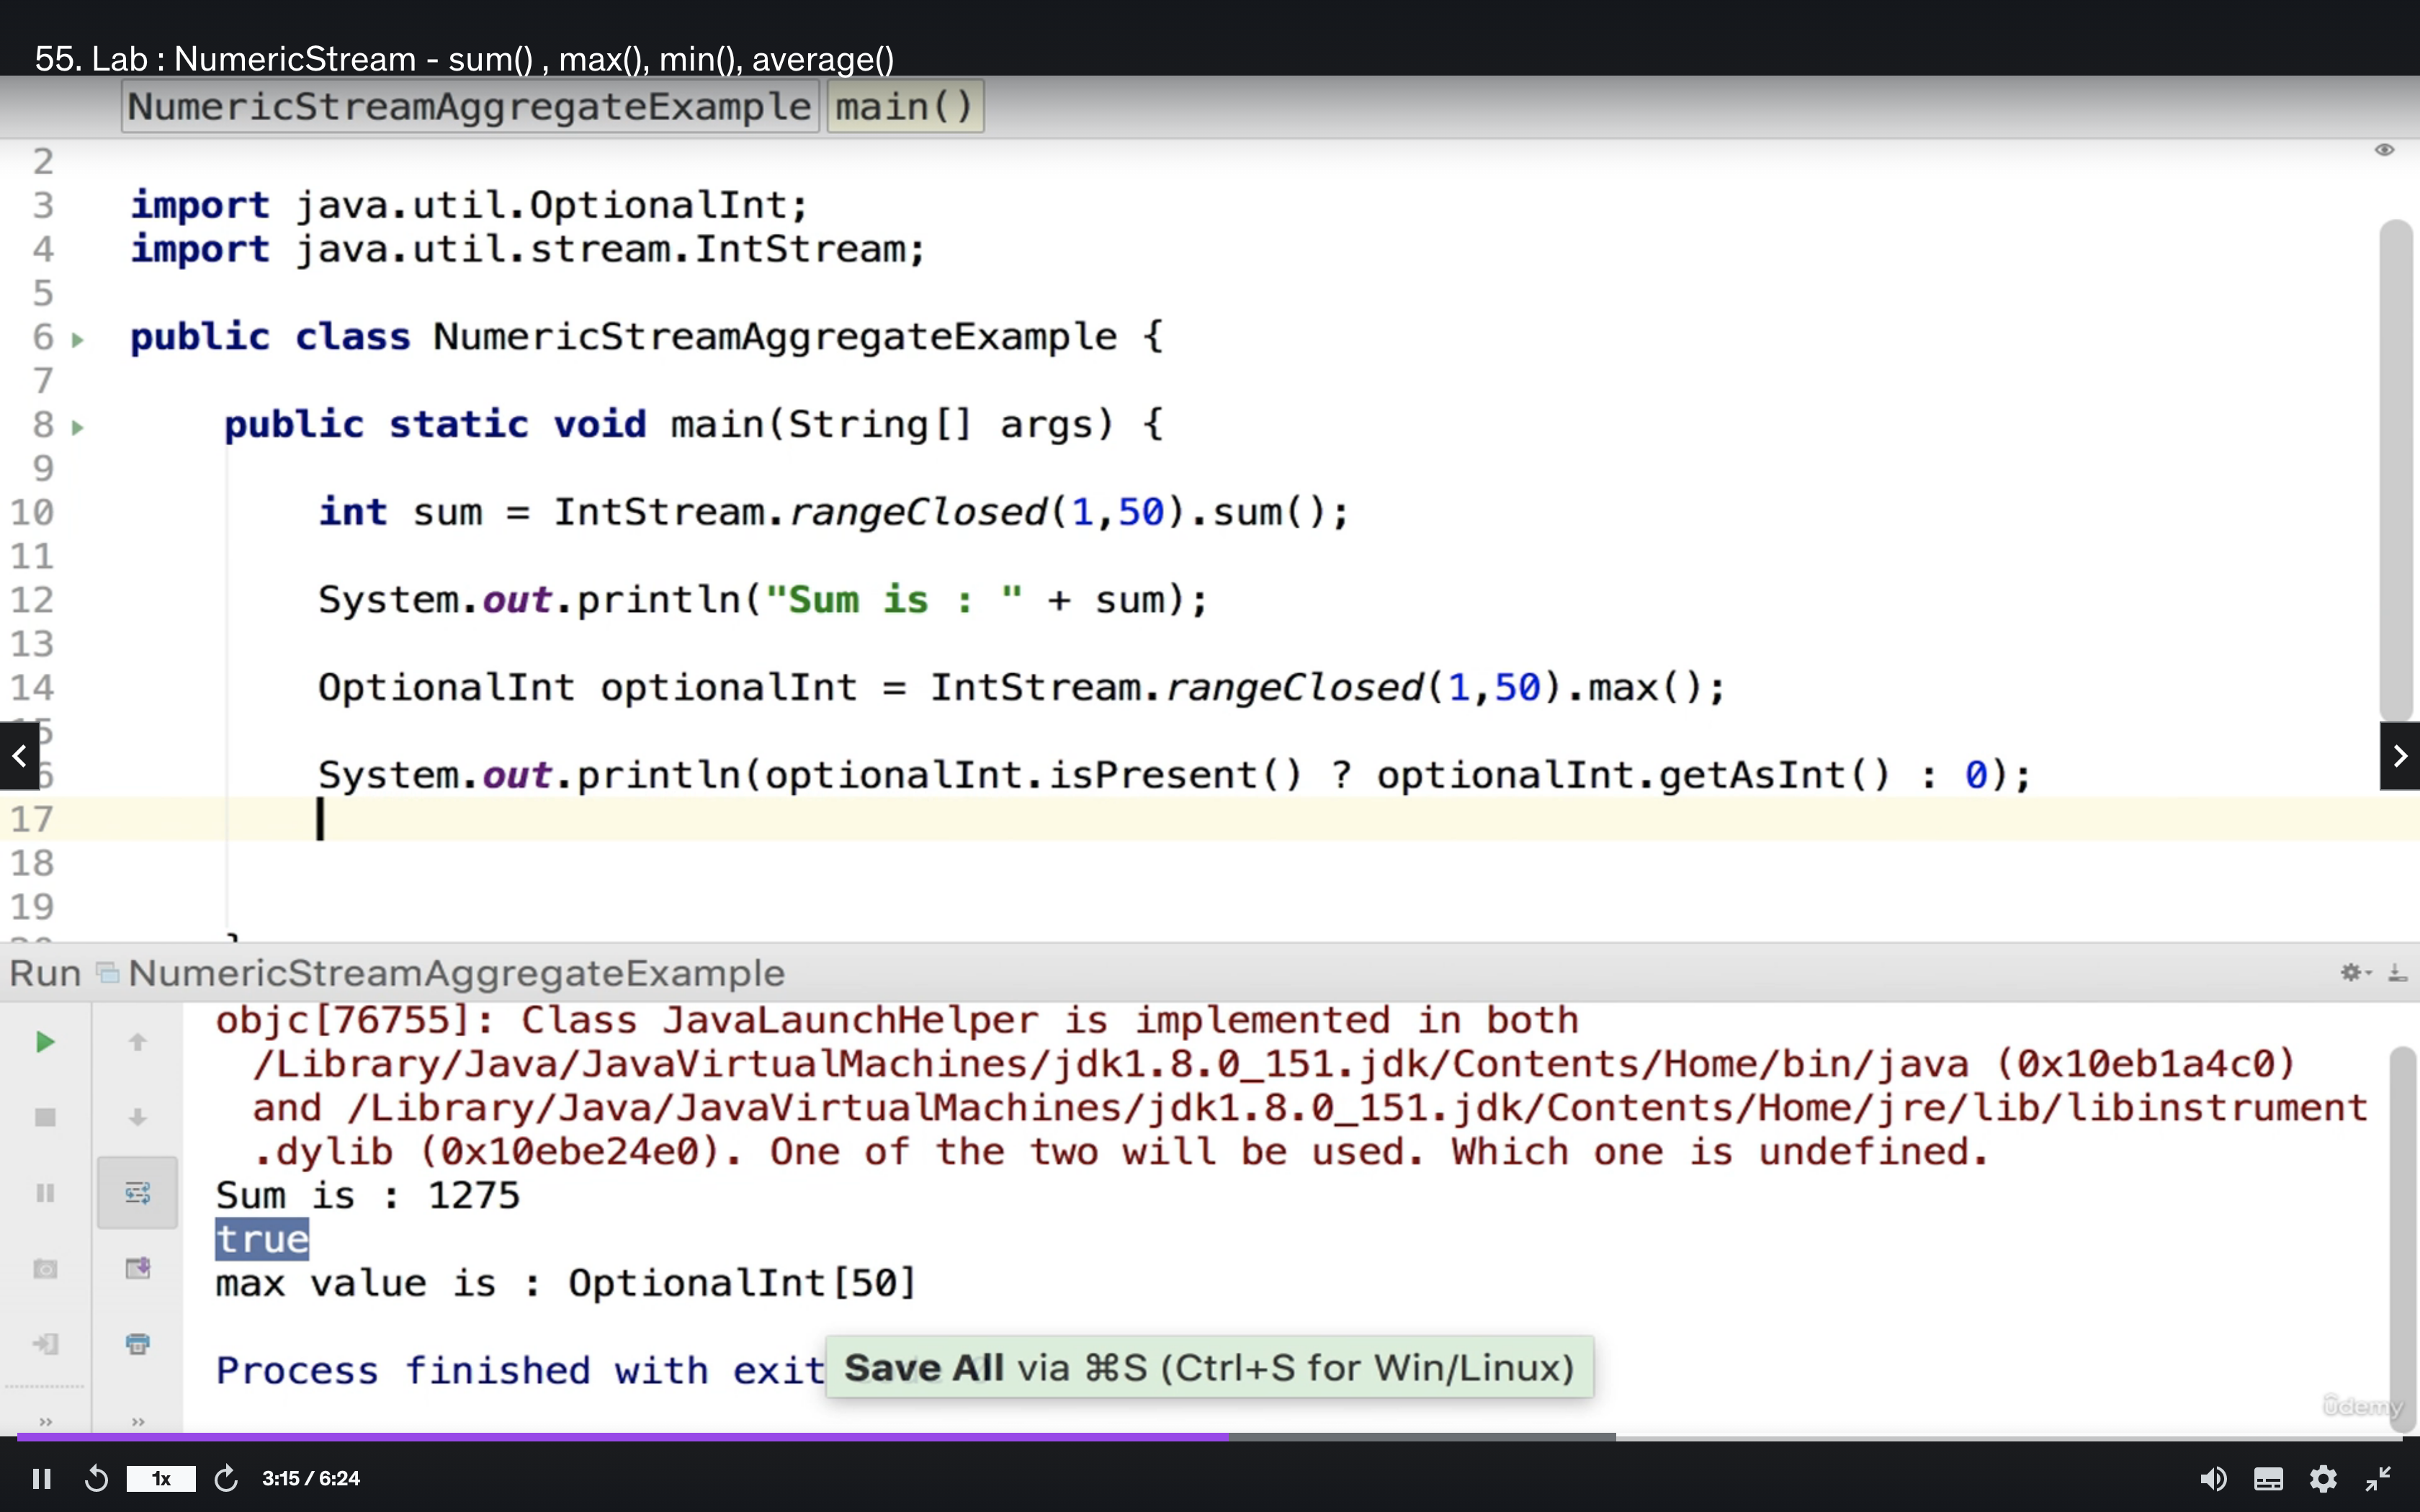 55. Lab : NumericStream - sum() , max(), min(), average()
NumericStreamAggregateExample main()
2
3 import java.util.OptionalInt;
4 import java.util.stream.IntStream;
5
6 public class NumericStreamAggregateExample {
7
8 public static void main(String[] args) {
9
10 int sum = IntStream.rangeClosed(1,50).sum();
11
12 System.out.println("Sum is : " + sum);
13
14 OptionalInt optionalInt = IntStream.rangeClosed(1,50).max();
5
6 System.out.println(optionalInt.isPresent() ? optionalInt.getAsInt() : 0);
17
18
19
}
Run NumericStreamAggregateExample
objc[76755]: Class JavaLaunchHelper is implemented in both
/Library/Java/JavaVirtualMachines/jdk1.8.0_151.jdk/Contents/Home/bin/java (0x10eb1a4c0)
and /Library/Java/JavaVirtualMachines/jdk1.8.0_151.jdk/Contents/Home/jre/lib/libinstrument
.dylib (0x10ebe24e0). One of the two will be used. Which one is undefined.
Sum is : 1275
true
max value is : OptionalInt[50]
Process finished with exit
Save All via ⌘S (Ctrl+S for Win/Linux)
udemy
1x 3:15 / 6:24